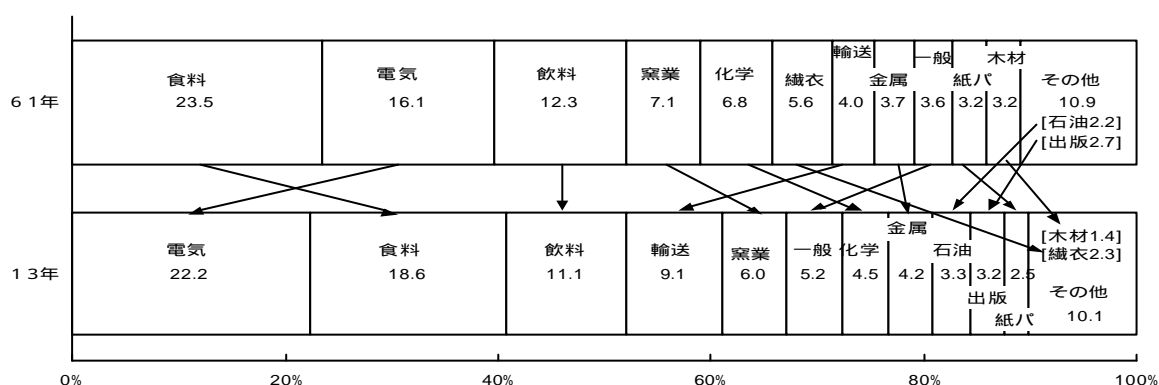 輸送
一般 木材
食料 電気 飲料 窯業 化学 繊衣 金属 紙パ その他
61年 23.5 16.1 12.3 7.1 6.8 5.6 4.0 3.7 3.6 3.2 3.2 10.9
[石油2.2]
[出版2.7]
金属
[木材1.4]
電気 食料 飲料 輸送 窯業 一般 化学 石油 [繊衣2.3]
13年 22.2 18.6 11.1 9.1 6.0 5.2 4.5 4.2 3.3 3.2 2.5
出版 その他
紙パ 10.1
0% 20% 40% 60% 80% 100%